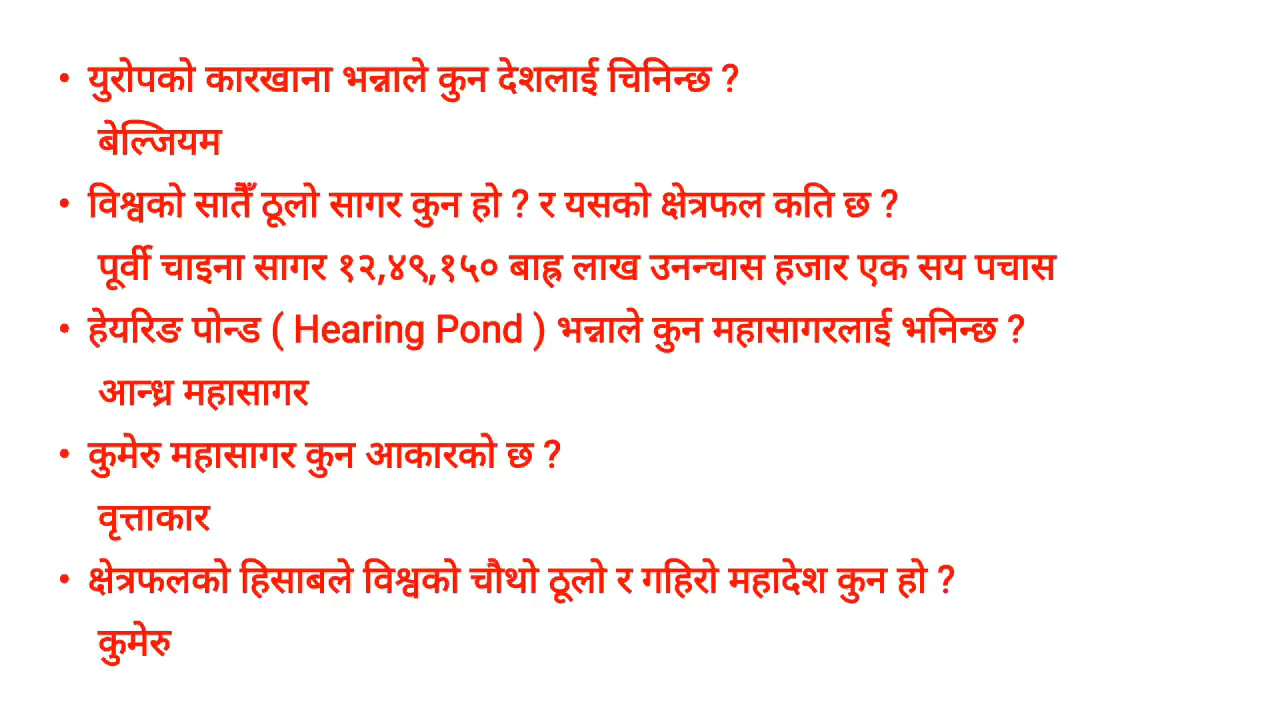 • युरोपको कारखाना भन्नाले कुन देशलाई चिनिन्छ ?
बेल्जियम
• विश्वको सातौँ ठूलो सागर कुन हो ? र यसको क्षेत्रफल कति छ ?
पूर्वी चाइना सागर १२,४९,१५० बाह्र लाख उनन्चास हजार एक सय पचास
• हेयरिङ पोन्ड ( Hearing Pond ) भन्नाले कुन महासागरलाई भनिन्छ ?
आन्ध्र महासागर
• कुमेरु महासागर कुन आकारको छ ?
वृत्ताकार
• क्षेत्रफलको हिसाबले विश्वको चौथो ठूलो र गहिरो महादेश कुन हो ?
कुमेरु